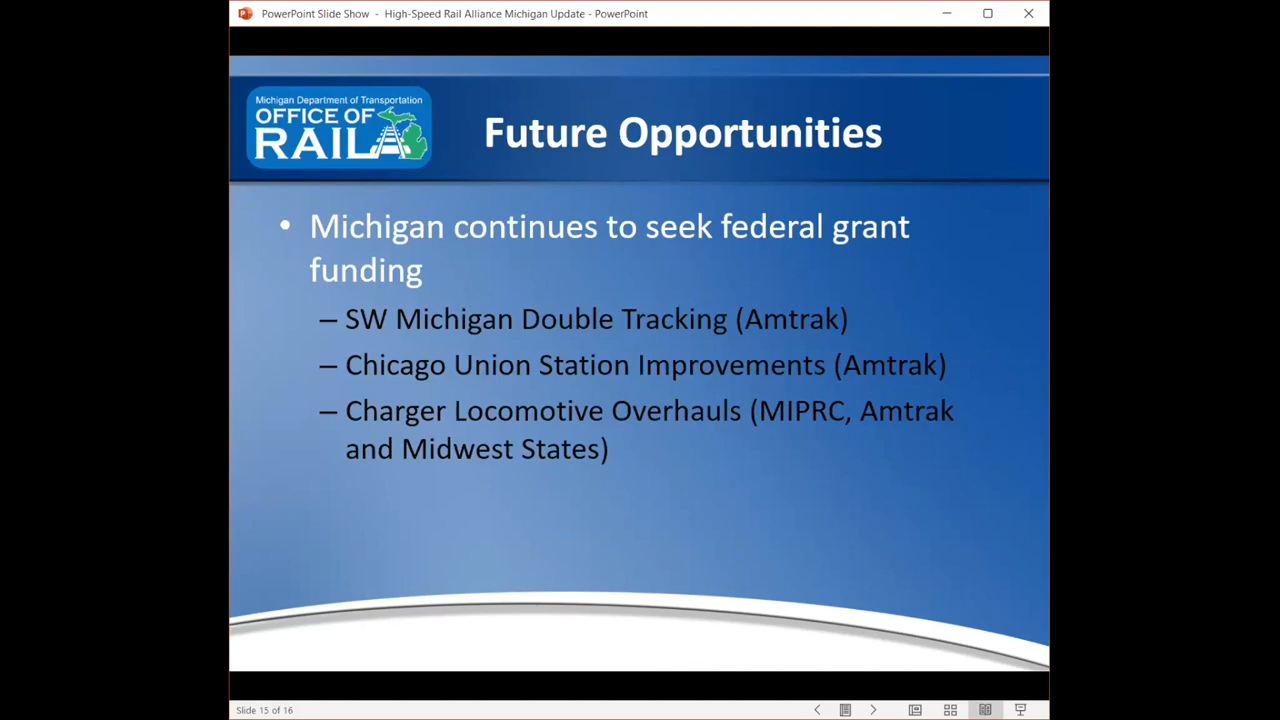 PowerPoint Slide Show - High-Speed Rail Alliance Michigan Update - PowerPoint
Michigan Department of Transportation
OFFICE OF
RAIL
Future Opportunities
• Michigan continues to seek federal grant
funding
– SW Michigan Double Tracking (Amtrak)
– Chicago Union Station Improvements (Amtrak)
– Charger Locomotive Overhauls (MIPRC, Amtrak
and Midwest States)
Slide 15 of 16